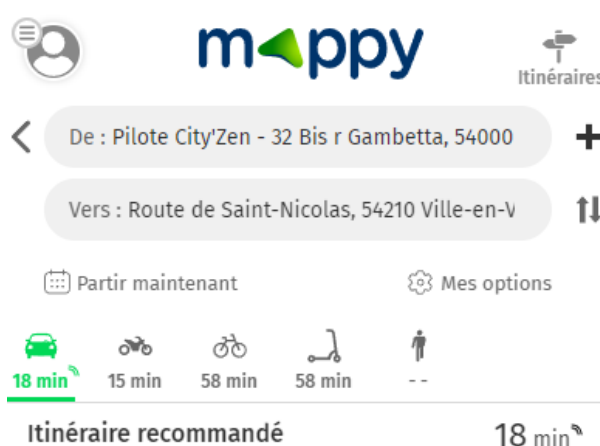 mappy
Itinéraires
De : Pilote City'Zen - 32 Bis r Gambetta, 54000
Vers : Route de Saint-Nicolas, 54210 Ville-en-V
Partir maintenant Mes options
18 min 15 min 58 min 58 min - -
Itinéraire recommandé 18 min